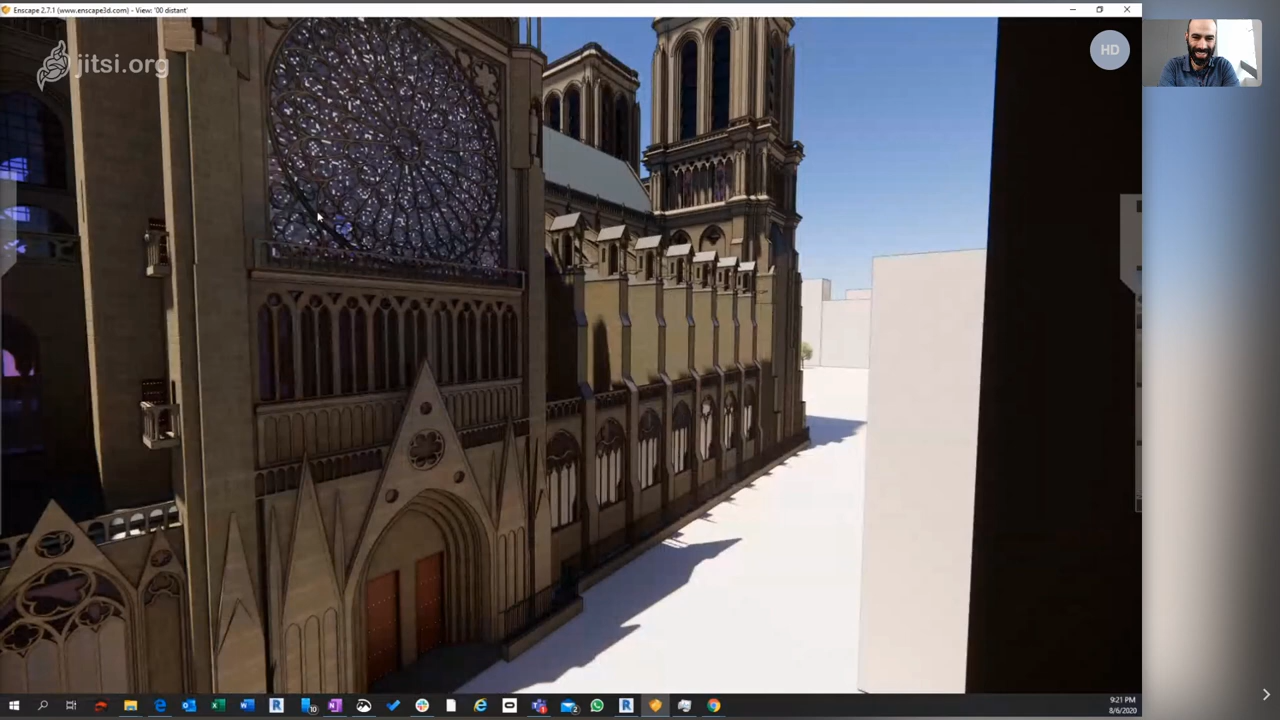 Enscape 2.7.1 (www.enscape3d.com) - View: '00 distant'
jitsi.org
HD
9:21 PM
8/6/2020